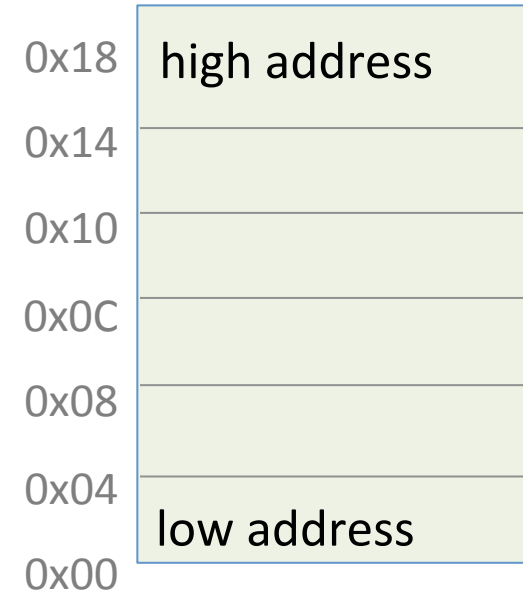 0x18 high address
0x14
0x10
0x0C
0x08
0x04
low address
0x00